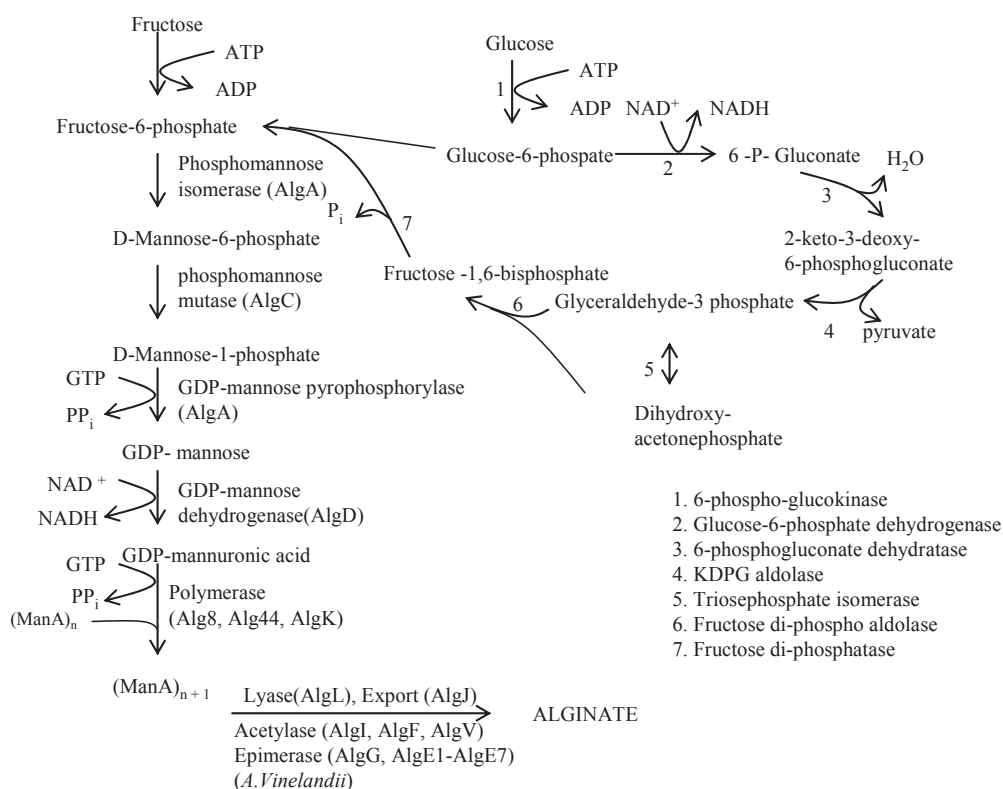 Fructose
ATP
ADP
Fructose-6-phosphate
Phosphomannose
isomerase (AlgA)
D-Mannose-6-phosphate
phosphomannose
mutase (AlgC)
D-Mannose-1-phosphate
GTP
PPi
GDP-mannose pyrophosphorylase
(AlgA)
GDP- mannose
NAD +
NADH
GDP-mannose
dehydrogenase(AlgD)
GDP-mannuronic acid
GTP
PPi
(ManA)n
Polymerase
(Alg8, Alg44, AlgK)
(ManA)n + 1
Lyase(AlgL), Export (AlgJ)
Acetylase (AlgI, AlgF, AlgV)
Epimerase (AlgG, AlgE1-AlgE7)
(A.Vinelandii)
ALGINATE
Glucose
1
ATP
ADP
Glucose-6-phospate
NAD+
NADH
2
6 -P- Gluconate
3
H2O
2-keto-3-deoxy-
6-phosphogluconate
4
pyruvate
Glyceraldehyde-3 phosphate
5
Dihydroxy-
acetonephosphate
6
Fructose -1,6-bisphosphate
7
Pi
1. 6-phospho-glucokinase
2. Glucose-6-phosphate dehydrogenase
3. 6-phosphogluconate dehydratase
4. KDPG aldolase
5. Triosephosphate isomerase
6. Fructose di-phospho aldolase
7. Fructose di-phosphatase